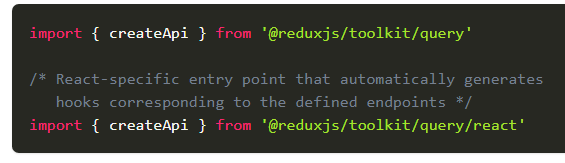 import { createApi } from '@reduxjs/toolkit/query'
/* React-specific entry point that automatically generates
hooks corresponding to the defined endpoints */
import { createApi } from '@reduxjs/toolkit/query/react'